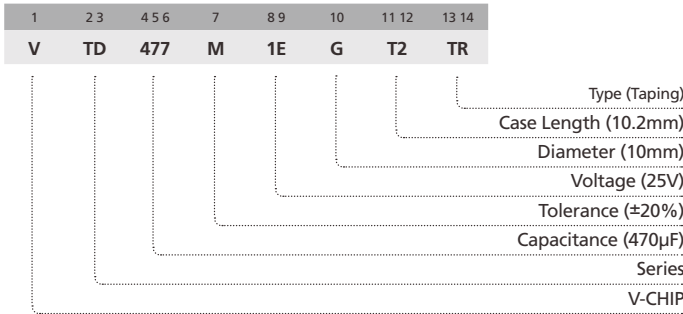 1 2 3 4 5 6 7 8 9 10 11 12 13 14
V TD 477 M 1E G T2 TR
Type (Taping)
Case Length (10.2mm)
Diameter (10mm)
Voltage (25V)
Tolerance (±20%)
Capacitance (470µF)
Series
V-CHIP